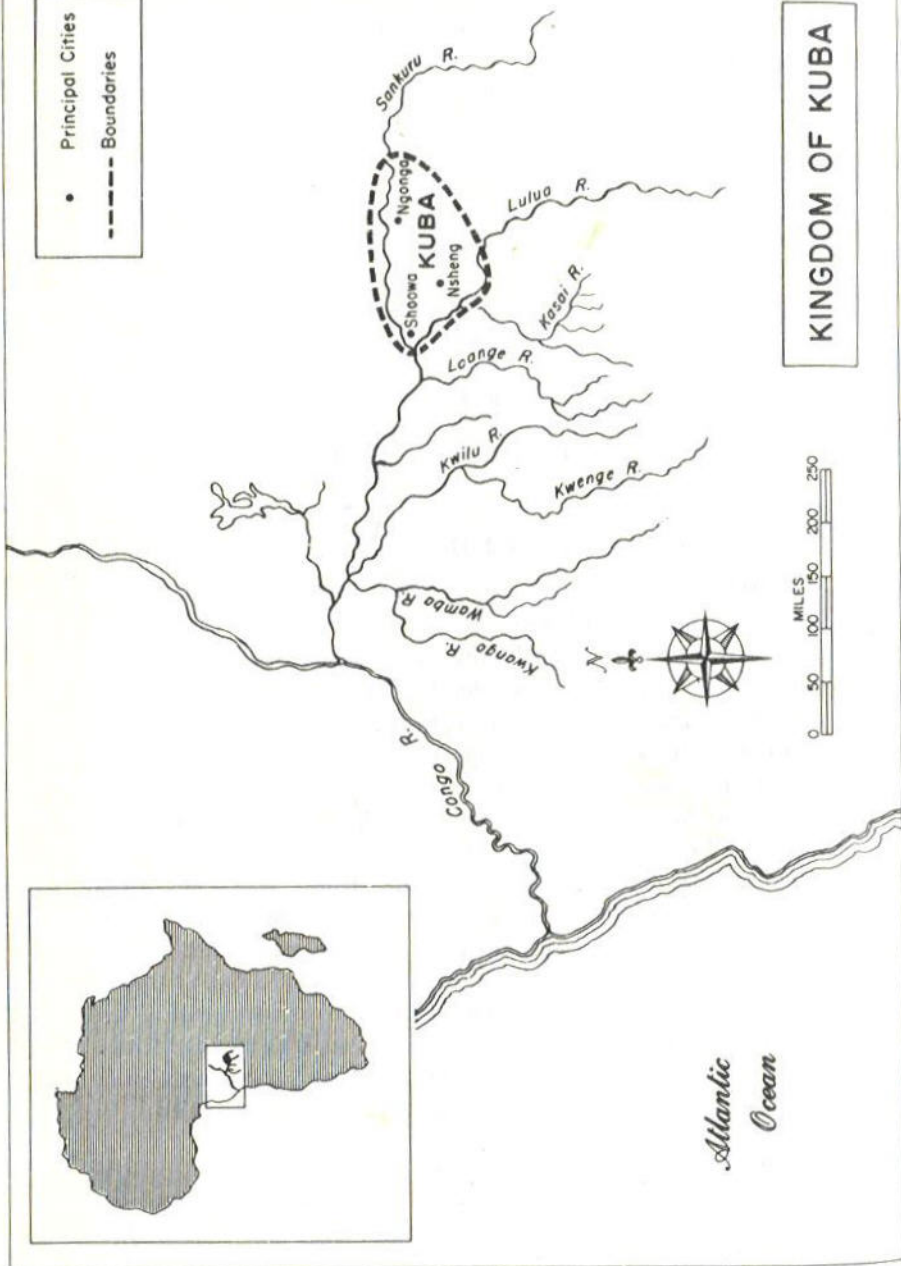 • Principal Cities
Boundaries
Sankuru R.
Ngongo
Shoowa
KUBA
Nsheng
Lulua R.
Kasai R.
Loange R.
Kwilu R.
Kwenge R.
Wamba R.
Kwango R.
Congo R.
N
MILES
0 50 100 150 200 250
Atlantic
Ocean
KINGDOM OF KUBA